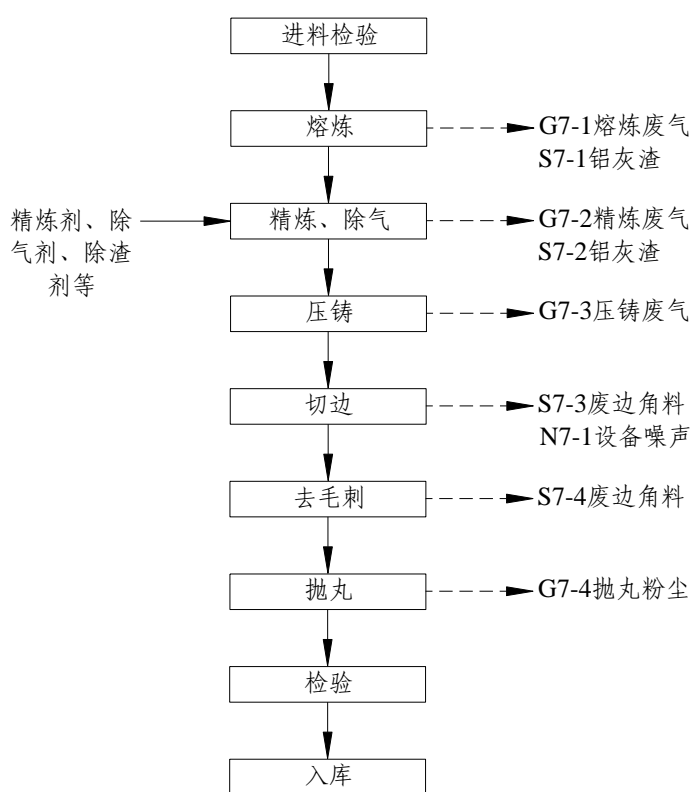 进料检验
熔炼
G7-1熔炼废气
S7-1铝灰渣
精炼剂、除
气剂、除渣
剂等
精炼、除气
G7-2精炼废气
S7-2铝灰渣
压铸
G7-3压铸废气
切边
S7-3废边角料
N7-1设备噪声
去毛刺
S7-4废边角料
抛丸
G7-4抛丸粉尘
检验
入库